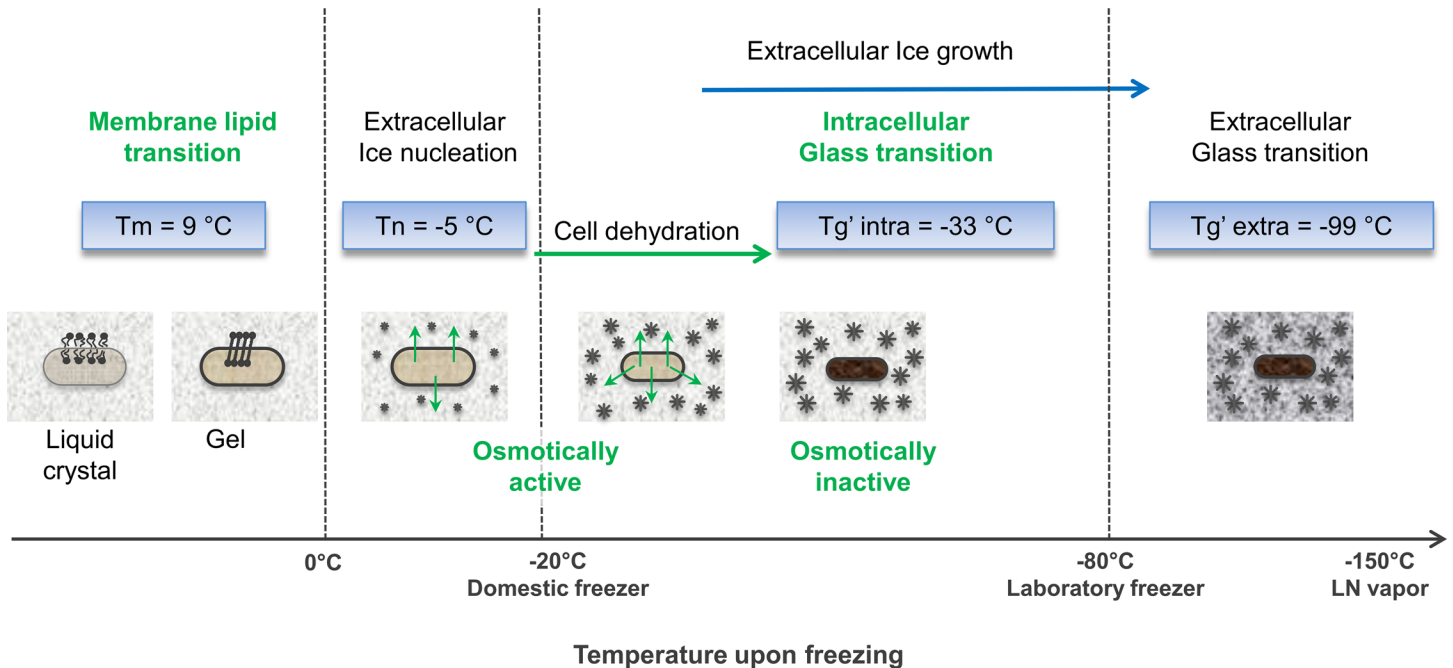 Extracellular Ice growth
Membrane lipid
transition
Extracellular
Ice nucleation
Intracellular
Glass transition
Extracellular
Glass transition
Tm = 9 °C
Tn = -5 °C
Cell dehydration
Tg’ intra = -33 °C
Tg’ extra = -99 °C
Liquid
crystal
Gel
Osmotically
active
Osmotically
inactive
0°C
-20°C
Domestic freezer
-80°C
Laboratory freezer
-150°C
LN vapor
Temperature upon freezing